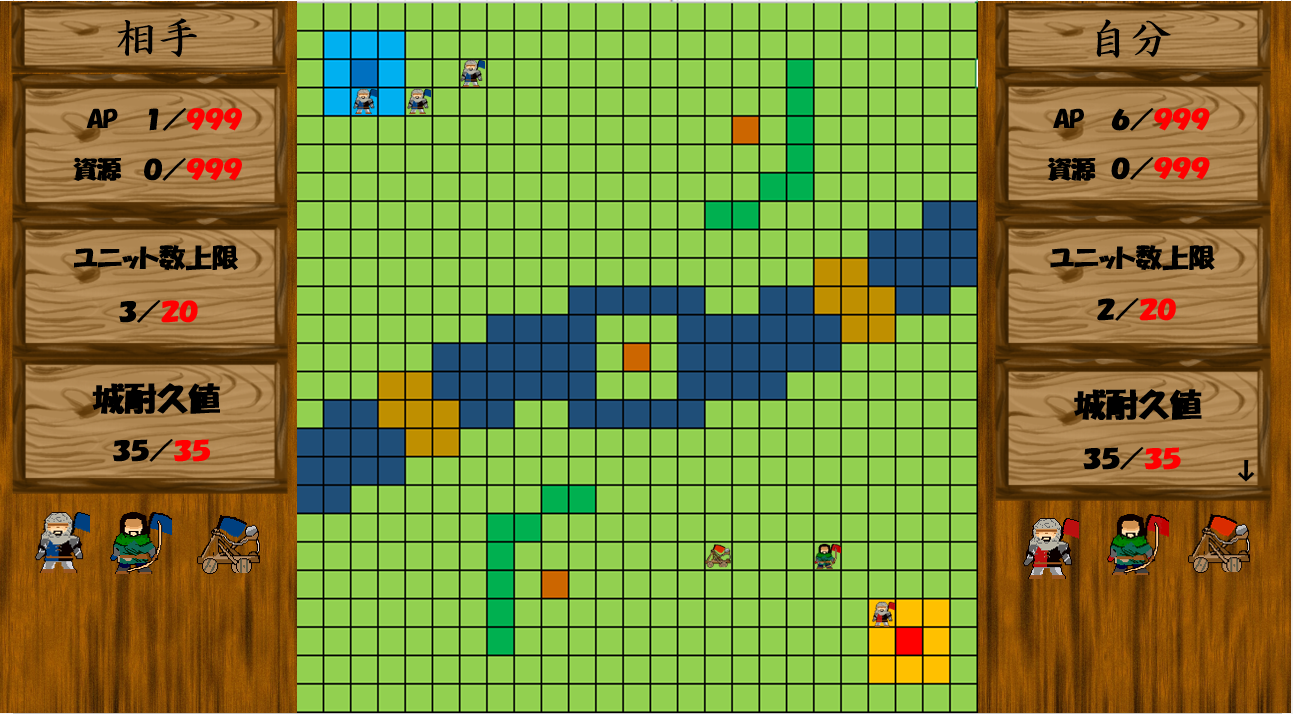 相手
AP 1/999
資源 0/999
ユニット数上限
3/20
城耐久値
35/35
自分
AP 6/999
資源 0/999
ユニット数上限
2/20
城耐久値
35/35
↓